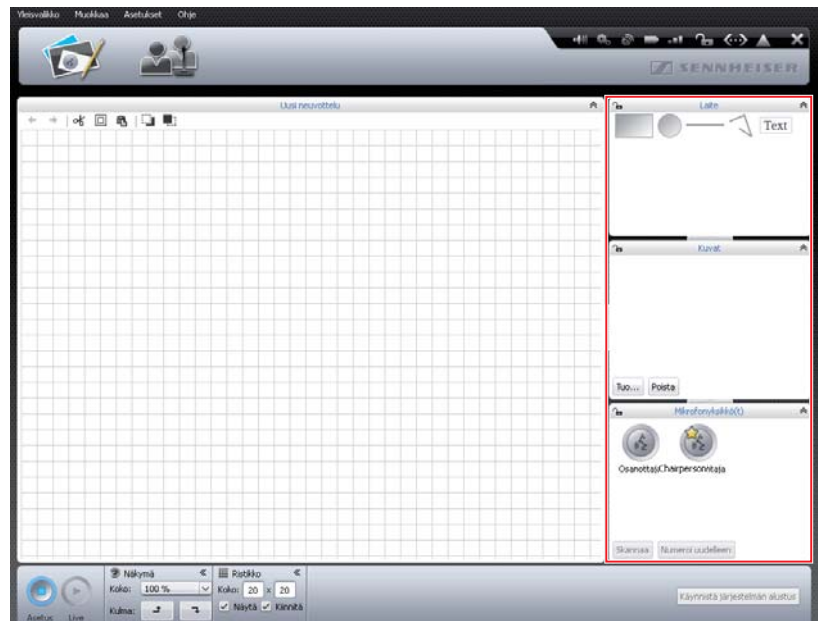 Yleisvalikko Muokkaa Asetukset Ohje
SENNHEISER
Uusi neuvottelu
Laite
Text
Kuvat
Tuo... Poista
Mikrofoniyksikkö(t)
Osanottaja Chairpersonntaja
Skannaa Numeroi uudelleen
Näkymä
Koko: 100 %
Kulma:
Ristikko
Koko: 20 x 20
Näytä Kiinnitä
Asetus Live
Käynnistä järjestelmän alustus